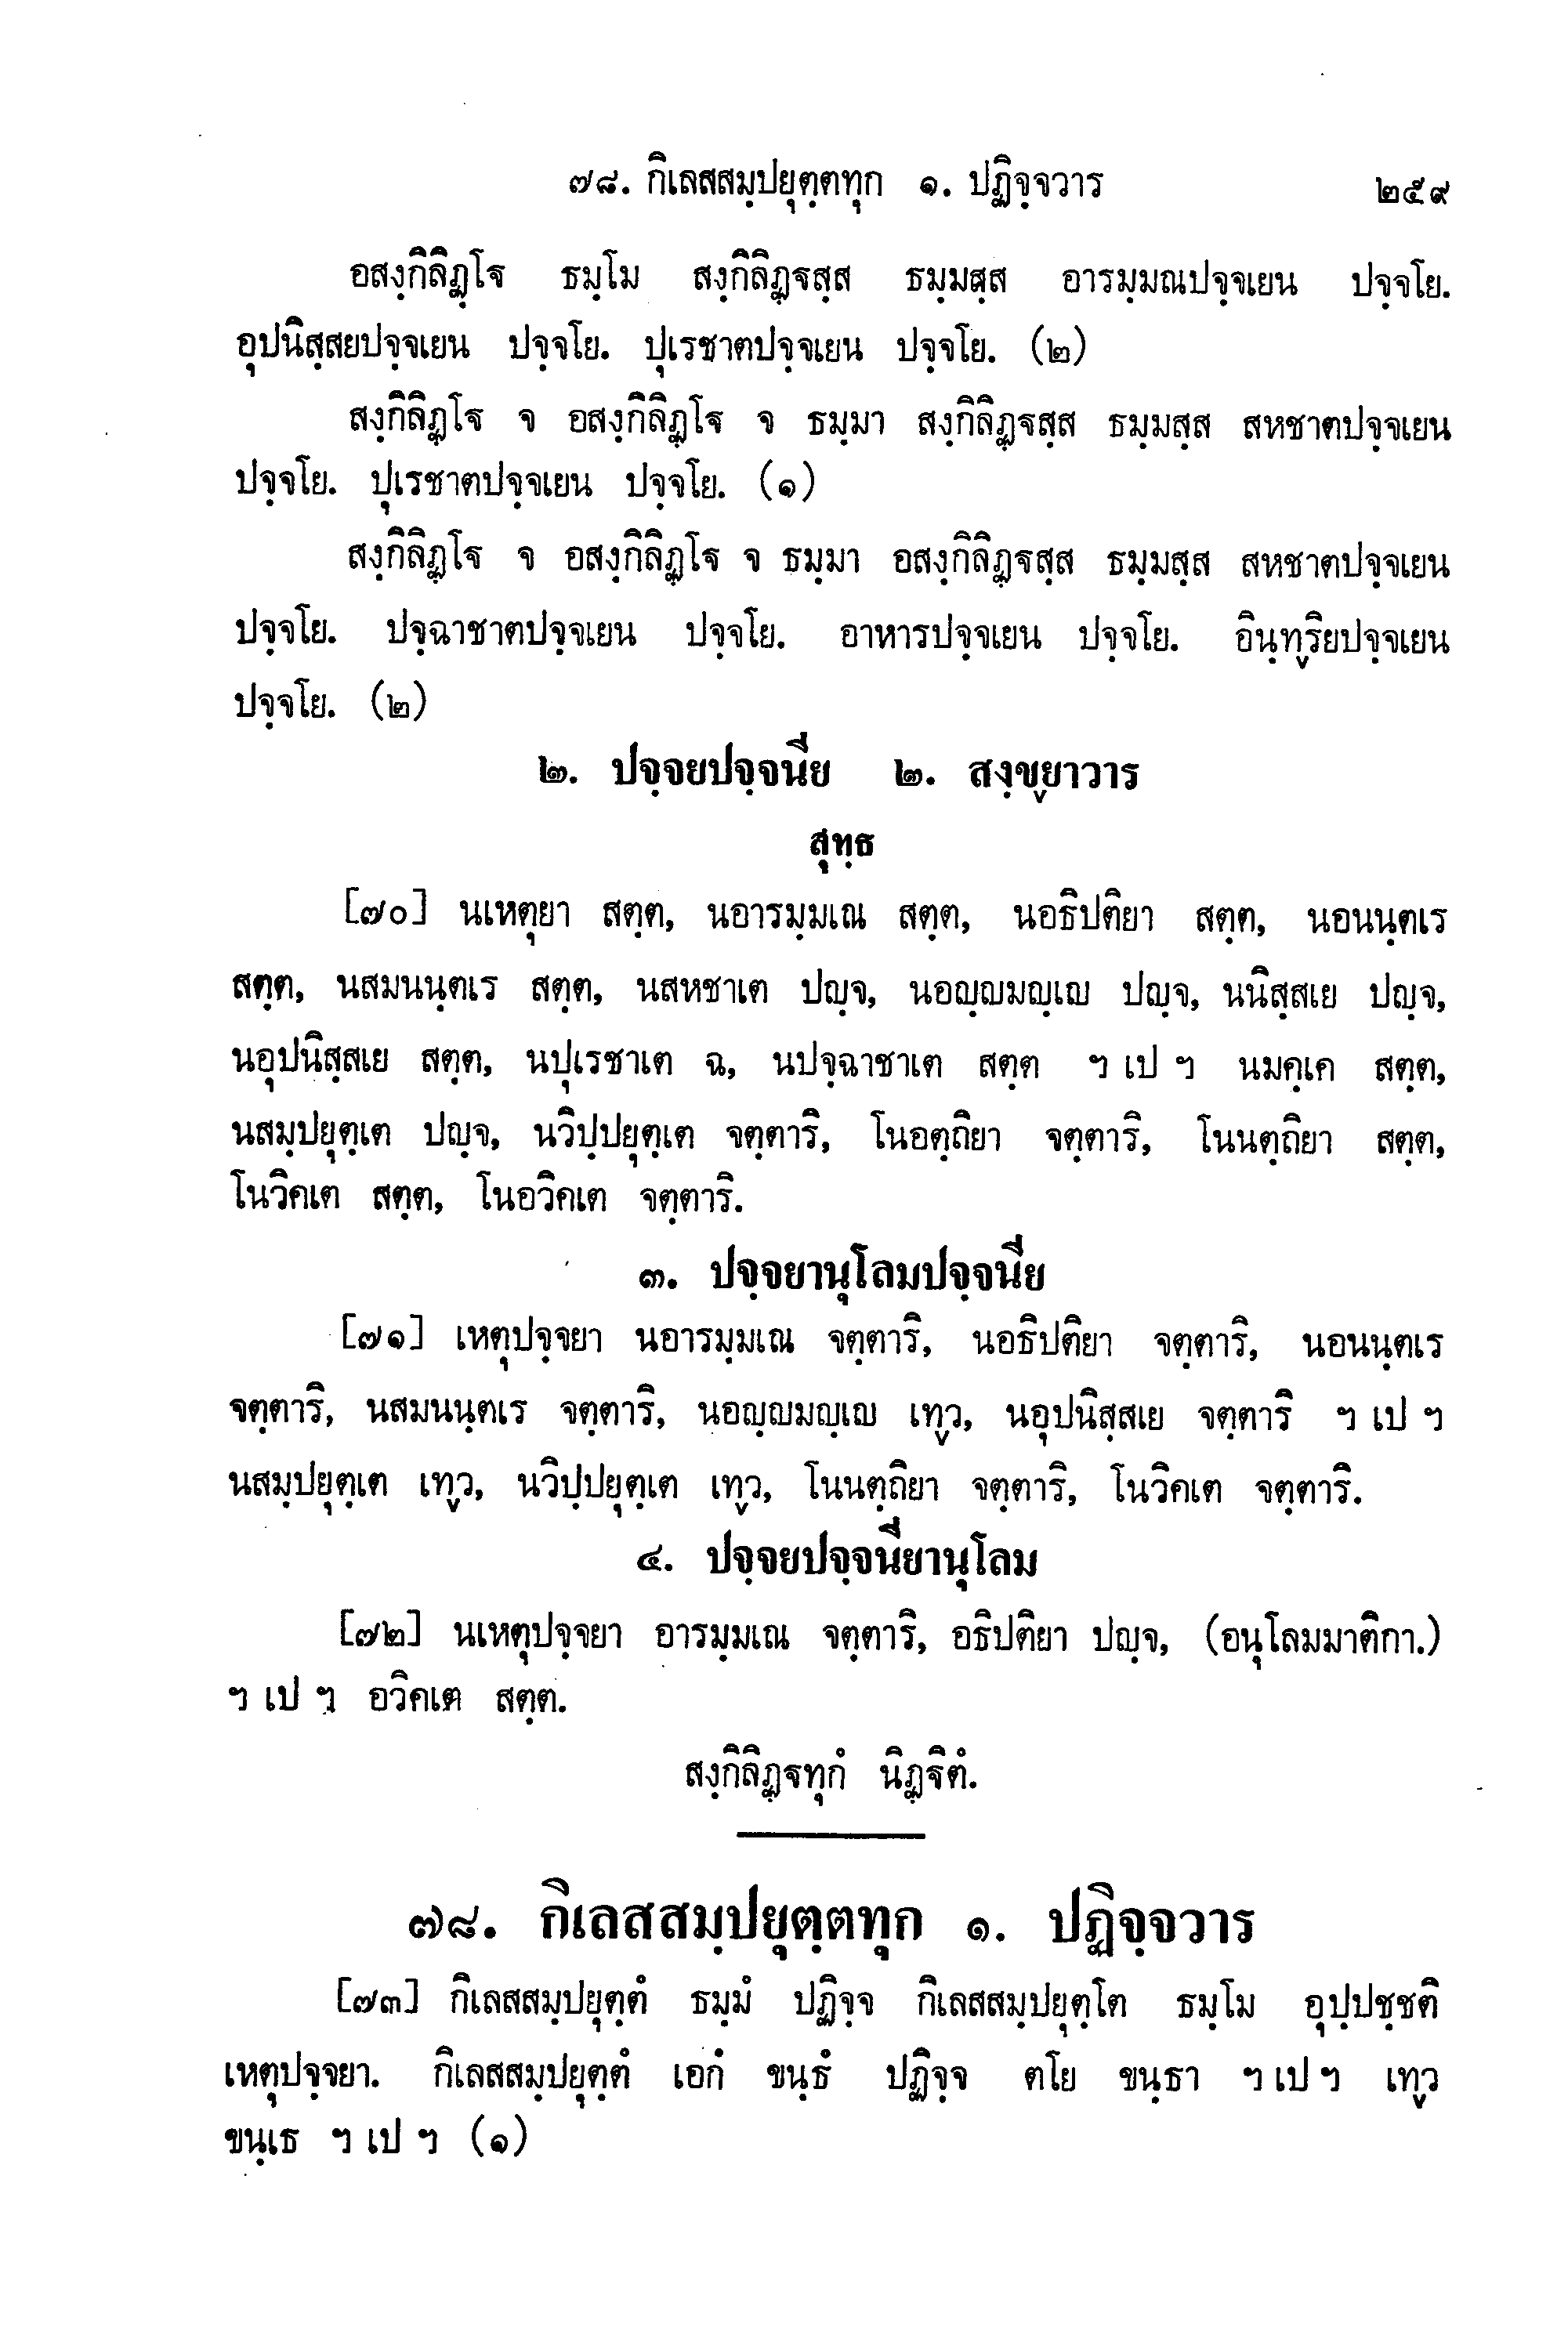 ๗๘. กิเลสสมฺปยุตฺตทุก ๑. ปฏิจฺจวาร ๒๕๙
อสงฺกิลิฏฺโฐ ธมฺโม สงฺกิลิฏฺฐสฺส ธมฺมสฺส อารมฺมณปจฺจเยน ปจฺจโย.
อุปนิสฺสยปจฺจเยน ปจฺจโย. ปุเรชาตปจฺจเยน ปจฺจโย. (๒)
สงฺกิลิฏฺโฐ จ อสงฺกิลิฏฺโฐ จ ธมฺมา สงฺกิลิฏฺฐสฺส ธมฺมสฺส สหชาตปจฺจเยน
ปจฺจโย. ปุเรชาตปจฺจเยน ปจฺจโย. (๑)
สงฺกิลิฏฺโฐ จ อสงฺกิลิฏฺโฐ จ ธมฺมา อสงฺกิลิฏฺฐสฺส ธมฺมสฺส สหชาตปจฺจเยน
ปจฺจโย. ปจฺฉาชาตปจฺจเยน ปจฺจโย. อาหารปจฺจเยน ปจฺจโย. อินฺทฺริยปจฺจเยน
ปจฺจโย. (๒)
๒. ปจฺจยปจฺจนีย ๒. สงฺขฺยาวาร
สุทฺธ
[๗๐] นเหตุยา สตฺต, นอารมฺมเณ สตฺต, นอธิปติยา สตฺต, นอนนฺตเร
สตฺต, นสมนนฺตเร สตฺต, นสหชาเต ปญฺจ, นอญฺญมญฺเญ ปญฺจ, นนิสฺสเย ปญฺจ,
นอุปนิสฺสเย สตฺต, นปุเรชาเต ฉ, นปจฺฉาชาเต สตฺต ฯ เป ฯ นมคฺเค สตฺต,
นสมฺปยุตฺเต ปญฺจ, นวิปฺปยุตฺเต จตฺตาริ, โนอตฺถิยา จตฺตาริ, โนนตฺถิยา สตฺต,
โนวิคเต สตฺต, โนอวิคเต จตฺตาริ.
๓. ปจฺจยานุโลมปจฺจนีย
[๗๑] เหตุปจฺจยา นอารมฺมเณ จตฺตาริ, นอธิปติยา จตฺตาริ, นอนนฺตเร
จตฺตาริ, นสมนนฺตเร จตฺตาริ, นอญฺญมญฺเญ เทฺว, นอุปนิสฺสเย จตฺตาริ ฯ เป ฯ
นสมฺปยุตฺเต เทฺว, นวิปฺปยุตฺเต เทฺว, โนนตฺถิยา จตฺตาริ, โนวิคเต จตฺตาริ.
๔. ปจฺจยปจฺจนียานุโลม
[๗๒] นเหตุปจฺจยา อารมฺมเณ จตฺตาริ, อธิปติยา ปญฺจ, (อนุโลมมาติกา.)
ฯ เป ฯ อวิคเต สตฺต.
สงฺกิลิฏฺฐทุกํ นิฏฺฐิตํ.
๗๘. กิเลสสมฺปยุตฺตทุก ๑. ปฏิจฺจวาร
[๗๓] กิเลสสมฺปยุตฺตํ ธมฺมํ ปฏิจฺจ กิเลสสมฺปยุตฺโต ธมฺโม อุปฺปชฺชติ
เหตุปจฺจยา. กิเลสสมฺปยุตฺตํ เอกํ ขนฺธํ ปฏิจฺจ ตโย ขนฺธา ฯ เป ฯ เทฺว
ขนฺเธ ฯ เป ฯ (๑)